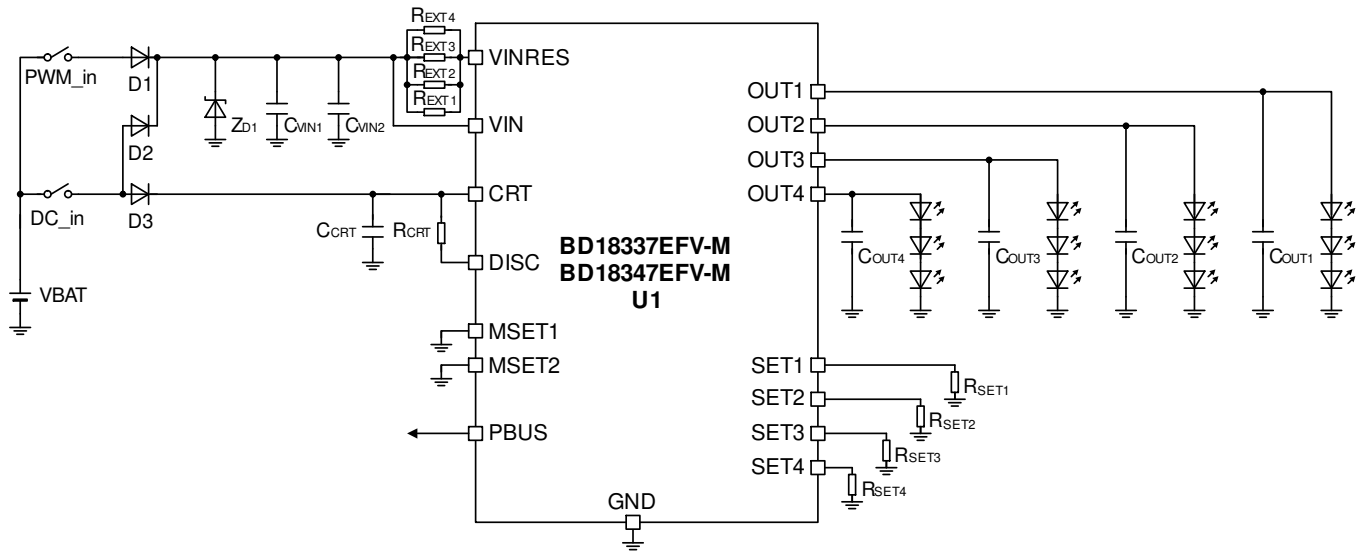 REXT4
REXT3
REXT2
REXT1
PWM_in
D1
D2
ZD1
CVIN1
CVIN2
DC_in
D3
CCRT
RCRT
VBAT
VINRES
VIN
CRT
DISC
MSET1
MSET2
PBUS
GND
BD18337EFV-M
BD18347EFV-M
U1
OUT1
OUT2
OUT3
OUT4
SET1
SET2
SET3
SET4
COUT4
COUT3
COUT2
COUT1
RSET1
RSET2
RSET3
RSET4